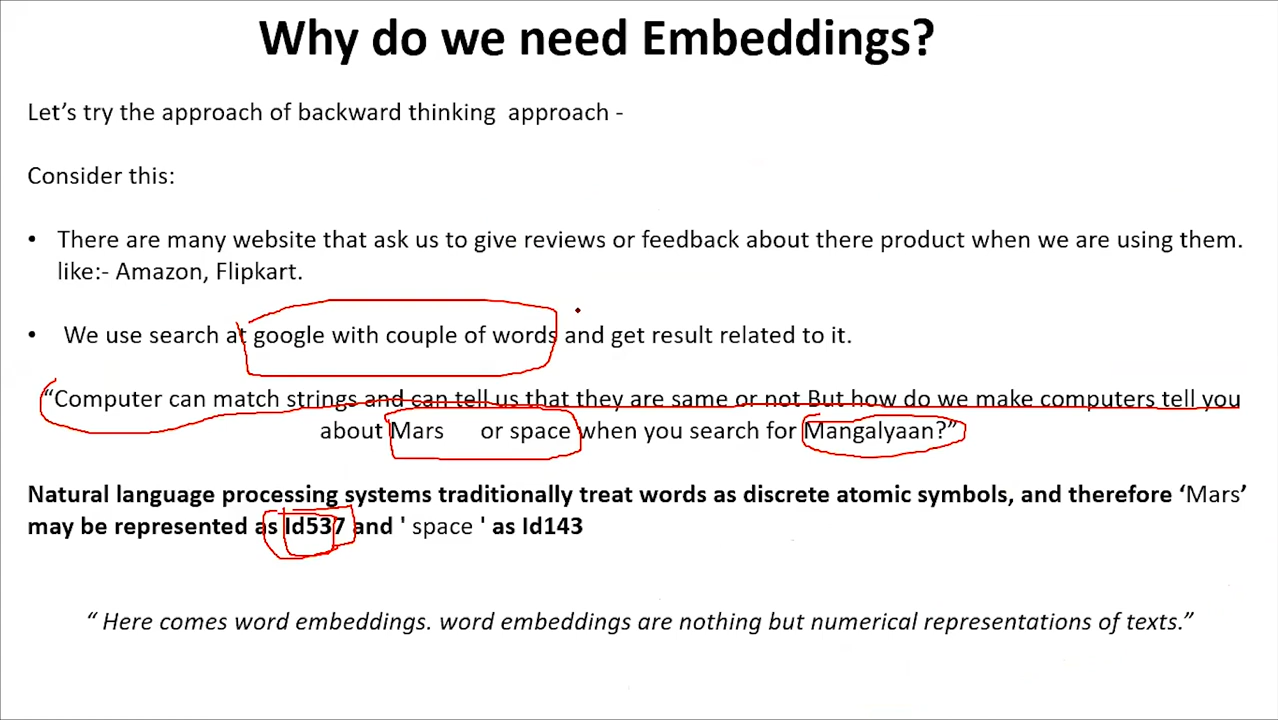 Why do we need Embeddings?
Let's try the approach of backward thinking approach -
Consider this:
• There are many website that ask us to give reviews or feedback about there product when we are using them.
like:- Amazon, Flipkart.
• We use search at google with couple of words and get result related to it.
“Computer can match strings and can tell us that they are same or not But how do we make computers tell you
about Mars or space when you search for Mangalyaan?”
Natural language processing systems traditionally treat words as discrete atomic symbols, and therefore ‘Mars’
may be represented as Id537 and ' space ' as Id143
“ Here comes word embeddings. word embeddings are nothing but numerical representations of texts.”